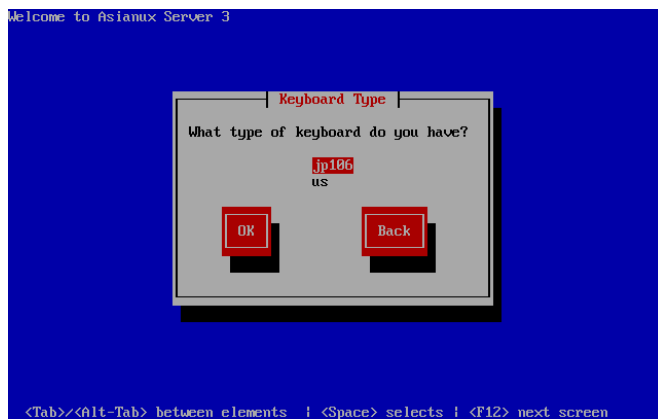 Welcome to Asianux Server 3
Keyboard Type
What type of keyboard do you have?
jp106
us
OK Back
<Tab>/<Alt-Tab> between elements | <Space> selects | <F12> next screen